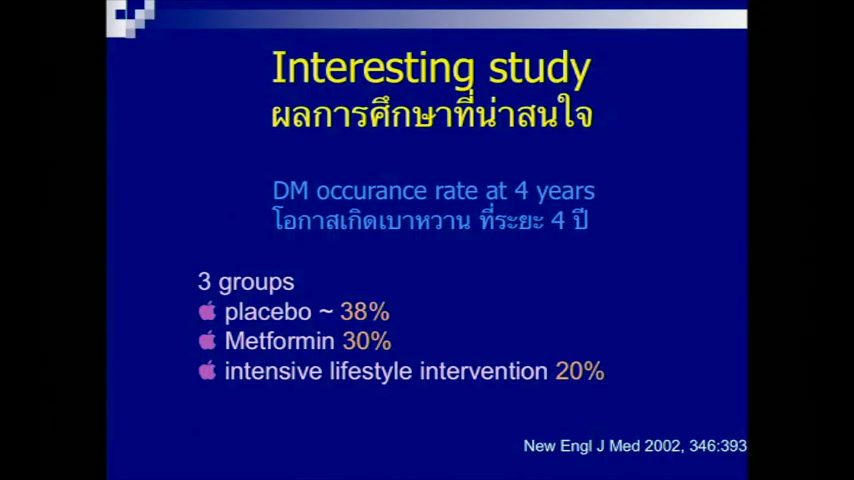 Interesting study
ผลการศึกษาที่น่าสนใจ
DM occurance rate at 4 years
โอกาสเกิดเบาหวาน ที่ระยะ 4 ปี
3 groups
placebo ~ 38%
Metformin 30%
intensive lifestyle intervention 20%
New Engl J Med 2002, 346:393